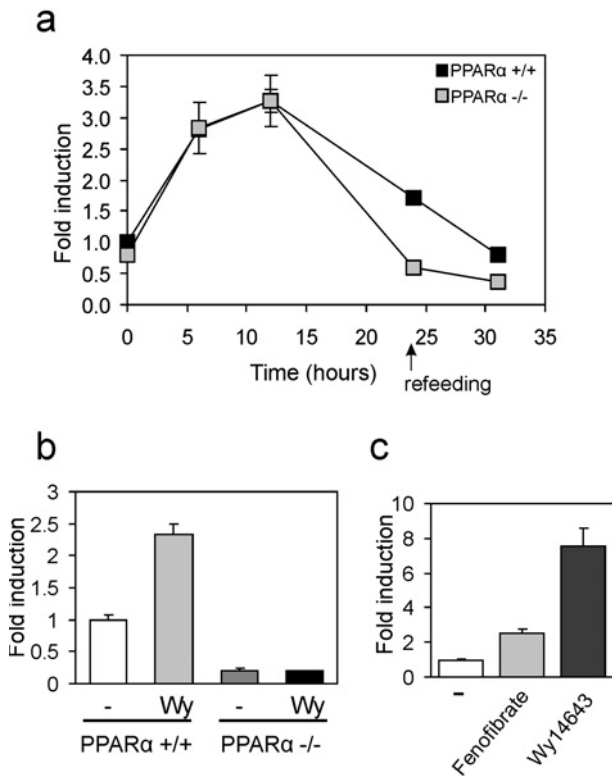 a
PPARα +/+
PPARα -/-
Fold induction
4.0
3.5
3.0
2.5
2.0
1.5
1.0
0.5
0.0
0 5 10 15 20 25 30 35
Time (hours)
refeeding
b
Fold induction
3
2.5
2
1.5
1
0.5
0
- Wy - Wy
PPARα +/+ PPARα -/-
c
Fold induction
10
8
6
4
2
0
-
Fenofibrate
Wy14643